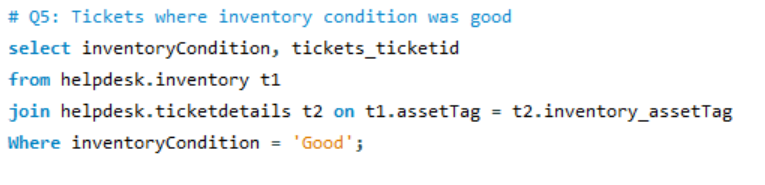 # Q5: Tickets where inventory condition was good
select inventoryCondition, tickets_ticketid
from helpdesk.inventory t1
join helpdesk.ticketdetails t2 on t1.assetTag = t2.inventory_assetTag
Where inventoryCondition = 'Good';